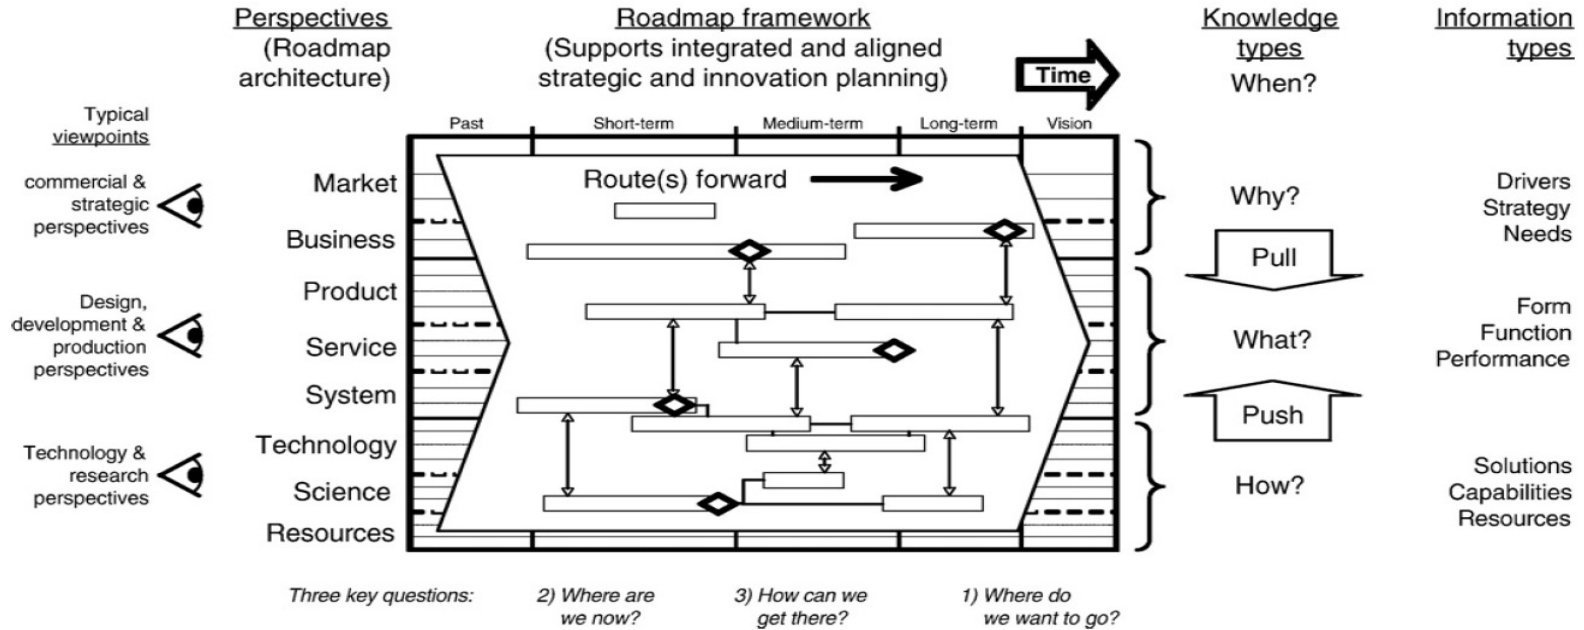 Perspectives
(Roadmap
architecture)
Roadmap framework
(Supports integrated and aligned
strategic and innovation planning)
Time
Knowledge
types
When?
Information
types
Typical
viewpoints
Past
Short-term
Medium-term
Long-term
Vision
commercial &
strategic
perspectives
Market
Business
Route(s) forward
Why?
Drivers
Strategy
Needs
Pull
Design,
development &
production
perspectives
Product
Service
System
What?
Form
Function
Performance
Push
Technology &
research
perspectives
Technology
Science
Resources
How?
Solutions
Capabilities
Resources
Three key questions:
2) Where are
we now?
3) How can we
get there?
1) Where do
we want to go?